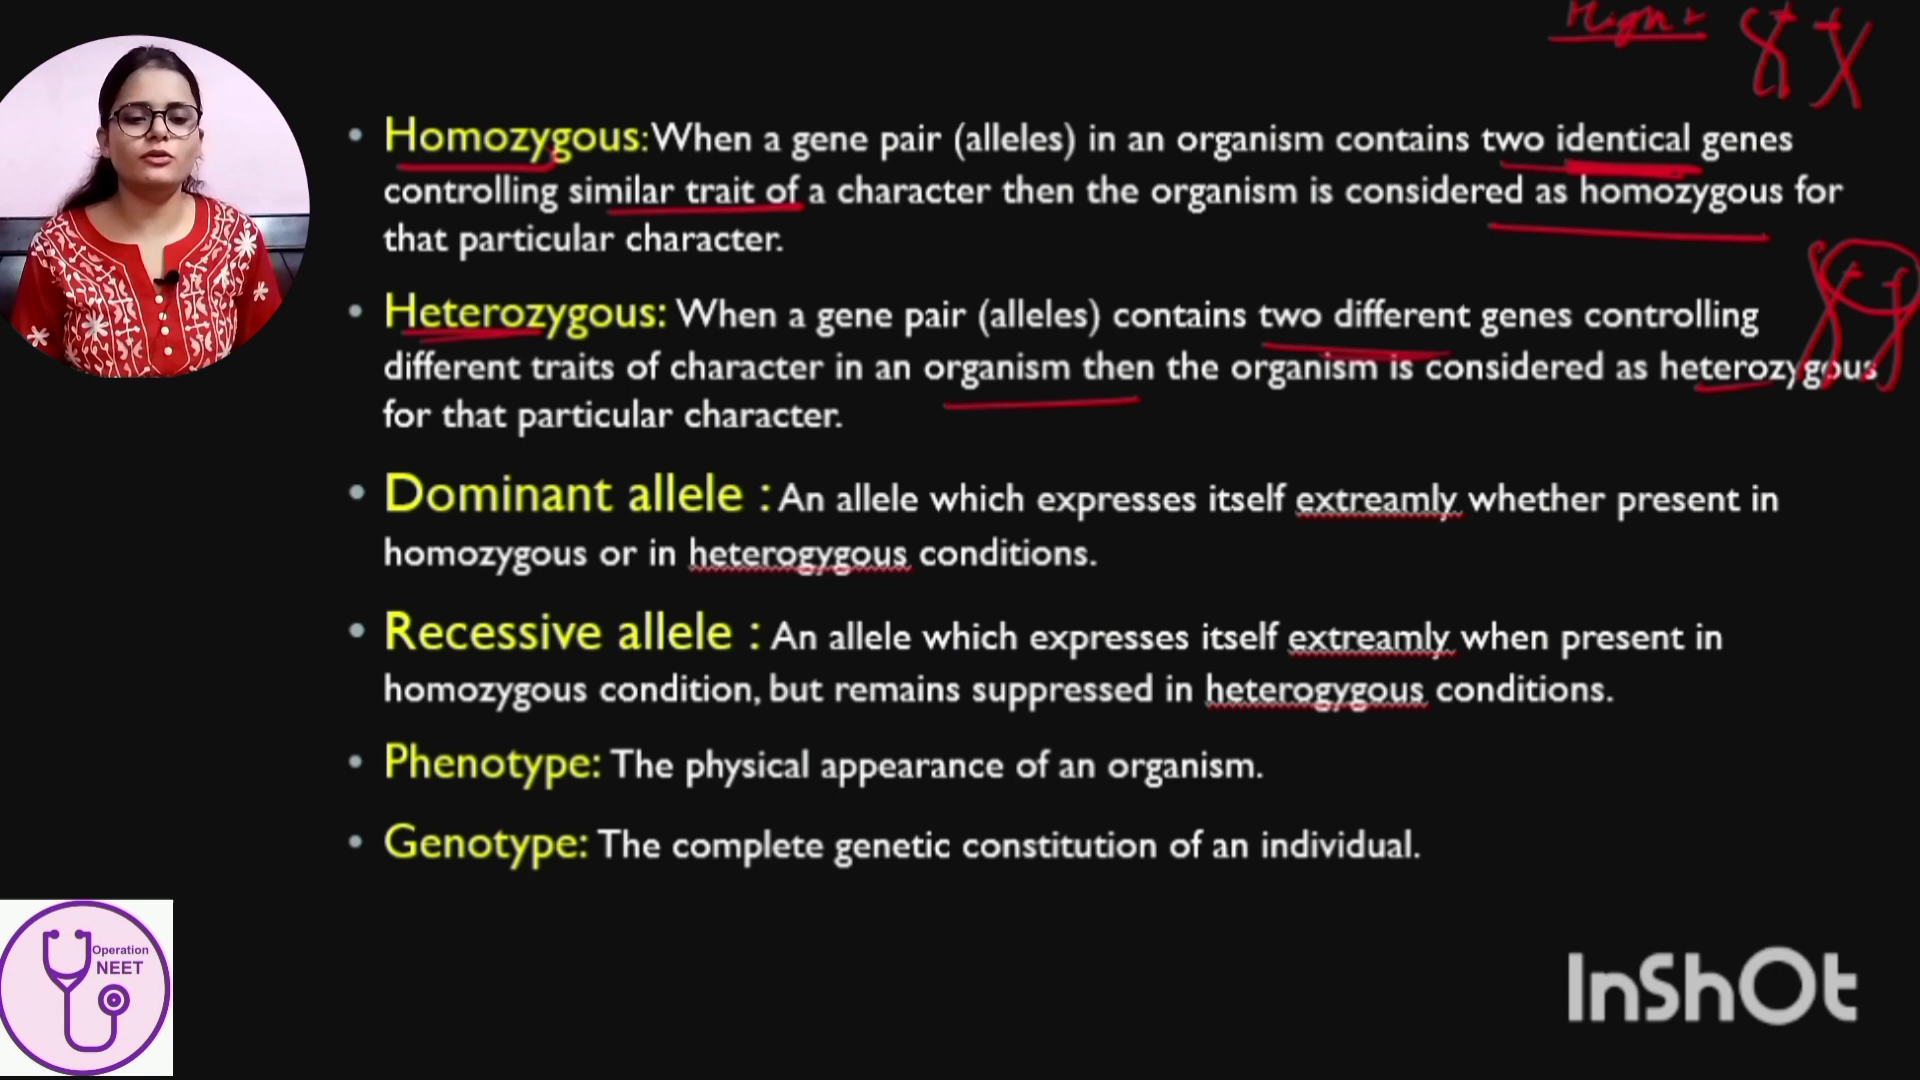 • Homozygous: When a gene pair (alleles) in an organism contains two identical genes
controlling similar trait of a character then the organism is considered as homozygous for
that particular character.
• Heterozygous: When a gene pair (alleles) contains two different genes controlling
different traits of character in an organism then the organism is considered as heterozygous
for that particular character.
• Dominant allele : An allele which expresses itself extreamly whether present in
homozygous or in heterogygous conditions.
• Recessive allele : An allele which expresses itself extreamly when present in
homozygous condition, but remains suppressed in heterogygous conditions.
• Phenotype: The physical appearance of an organism.
• Genotype: The complete genetic constitution of an individual.
Operation
NEET
InShOt